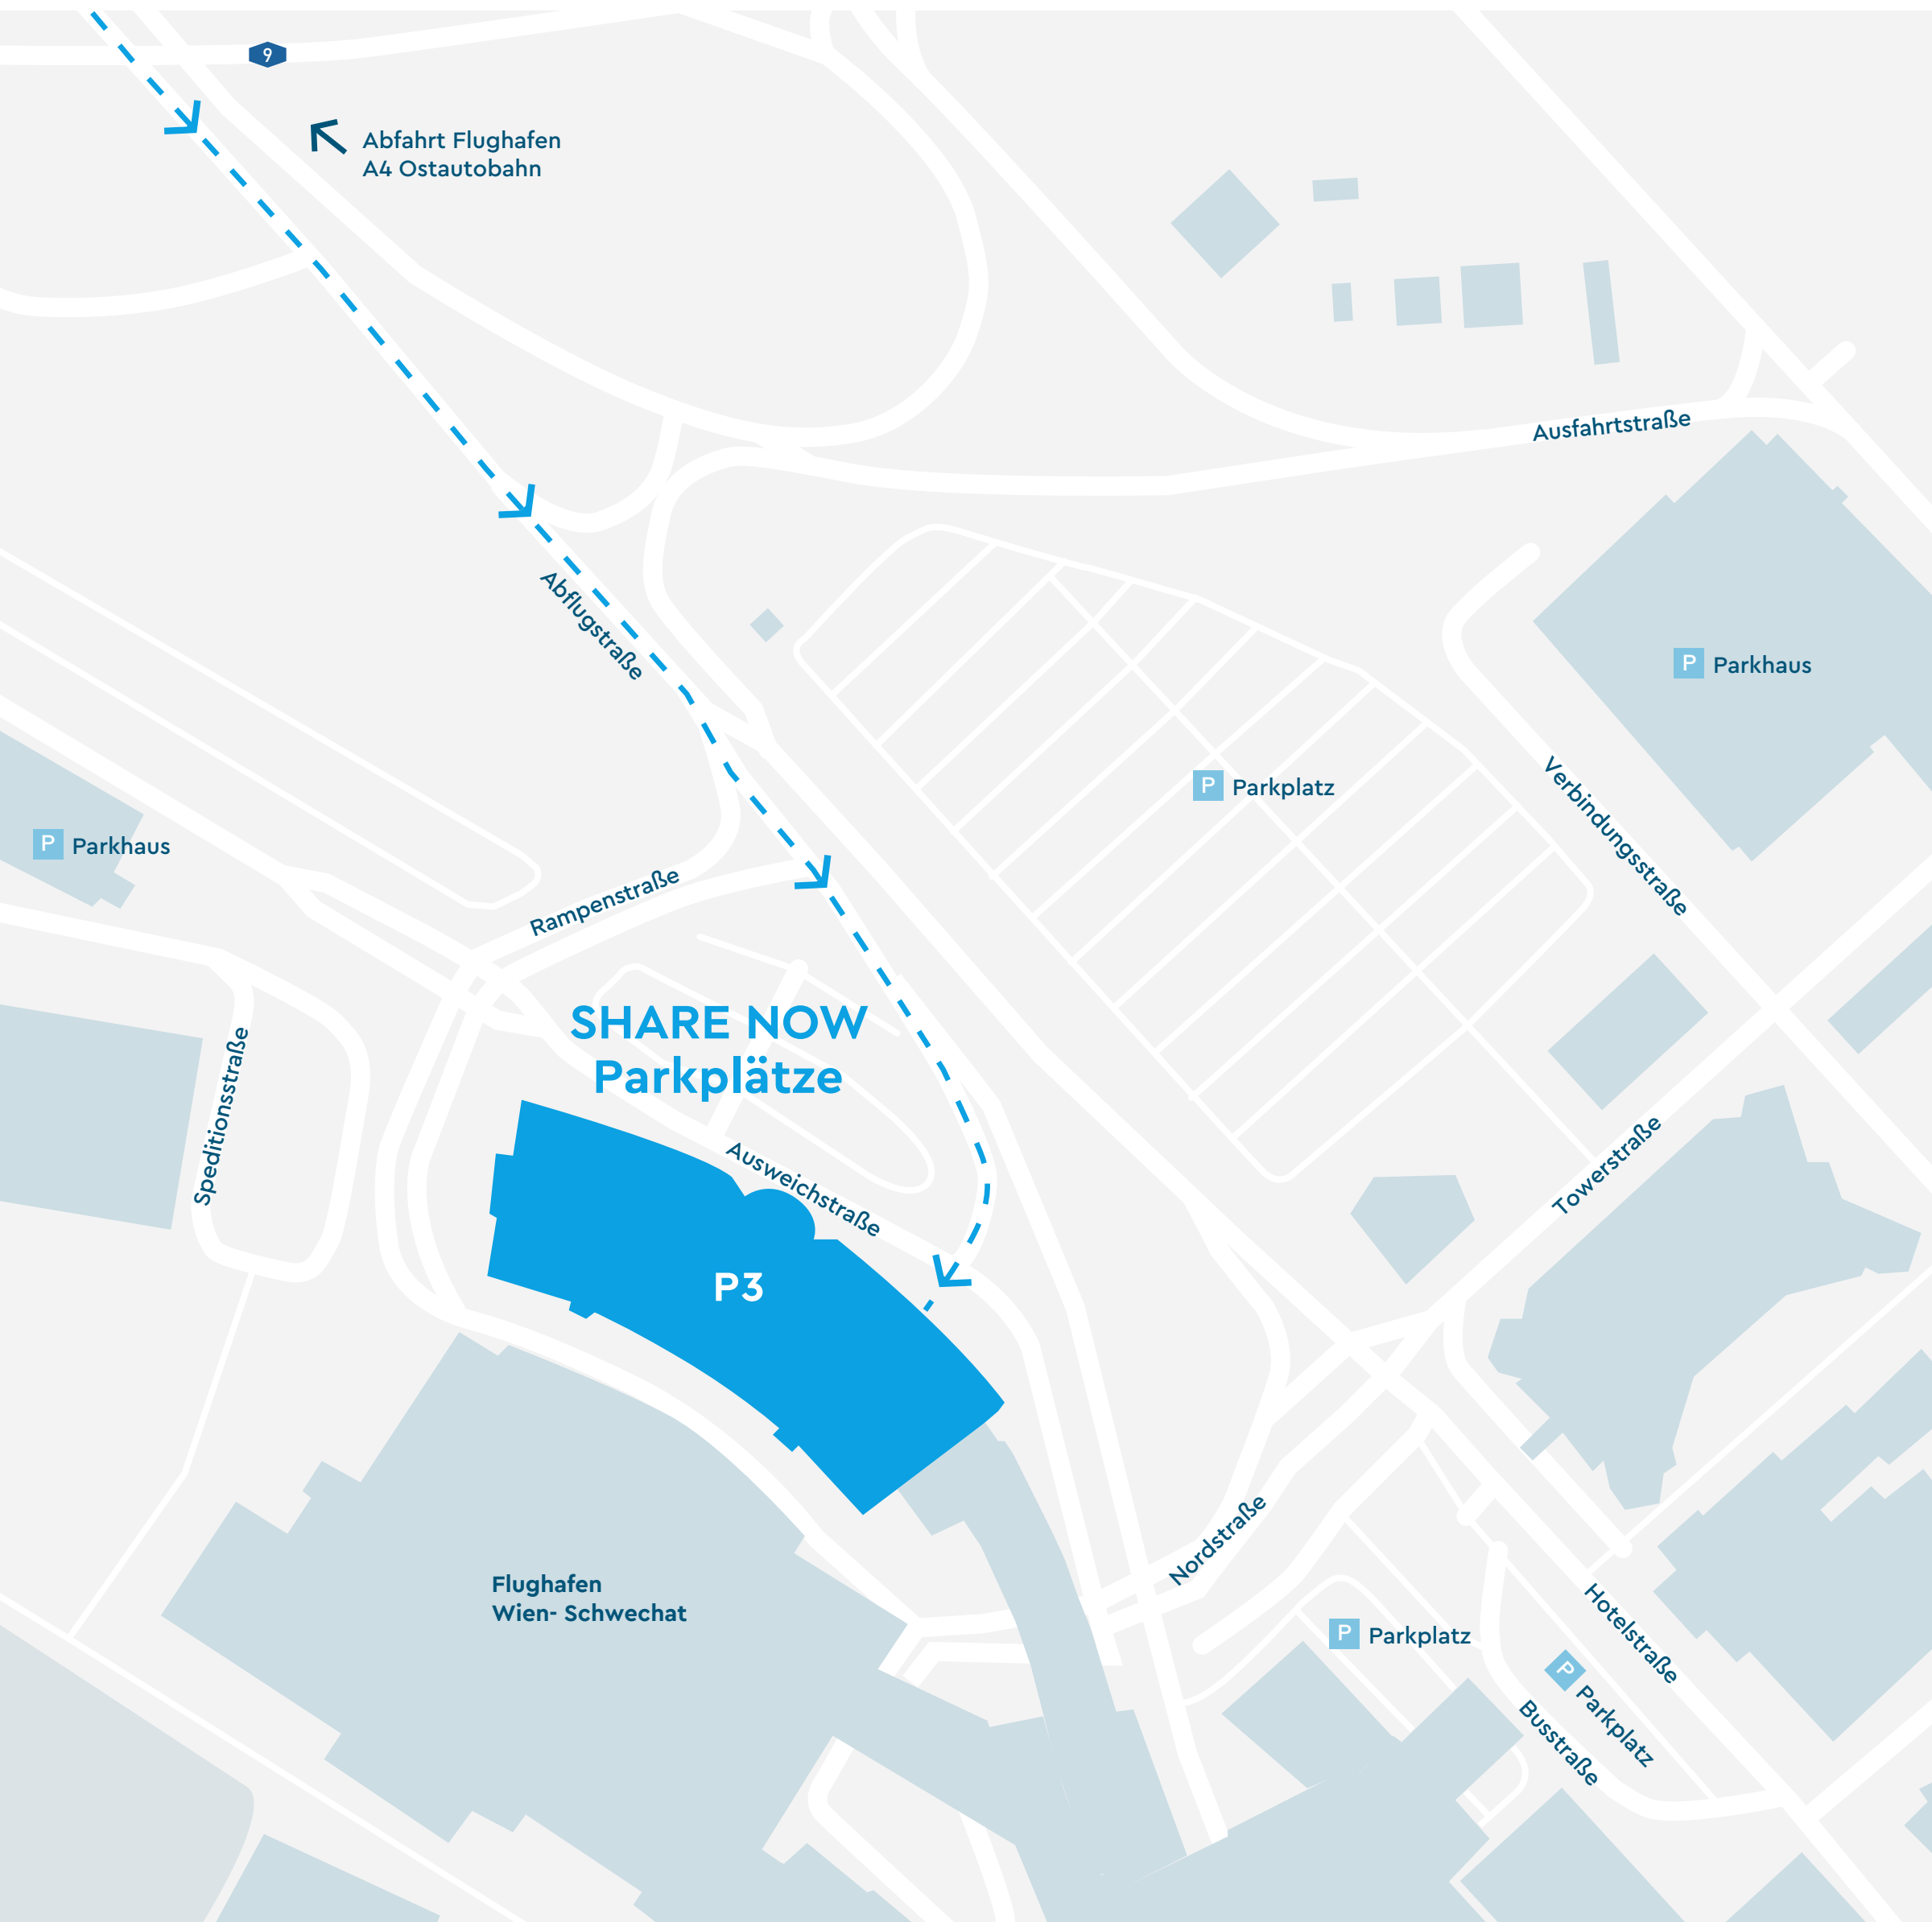 9
Abfahrt Flughafen
A4 Ostautobahn
Ausfahrtstraße
Abflugstraße
P Parkhaus
P Parkplatz
Verbindungsstraße
P Parkhaus
Rampenstraße
SHARE NOW
Parkplätze
Speditionsstraße
Ausweichstraße
Towerstraße
P3
Nordstraße
Flughafen
Wien- Schwechat
P Parkplatz
Hotelstraße
P Parkplatz
Busstraße